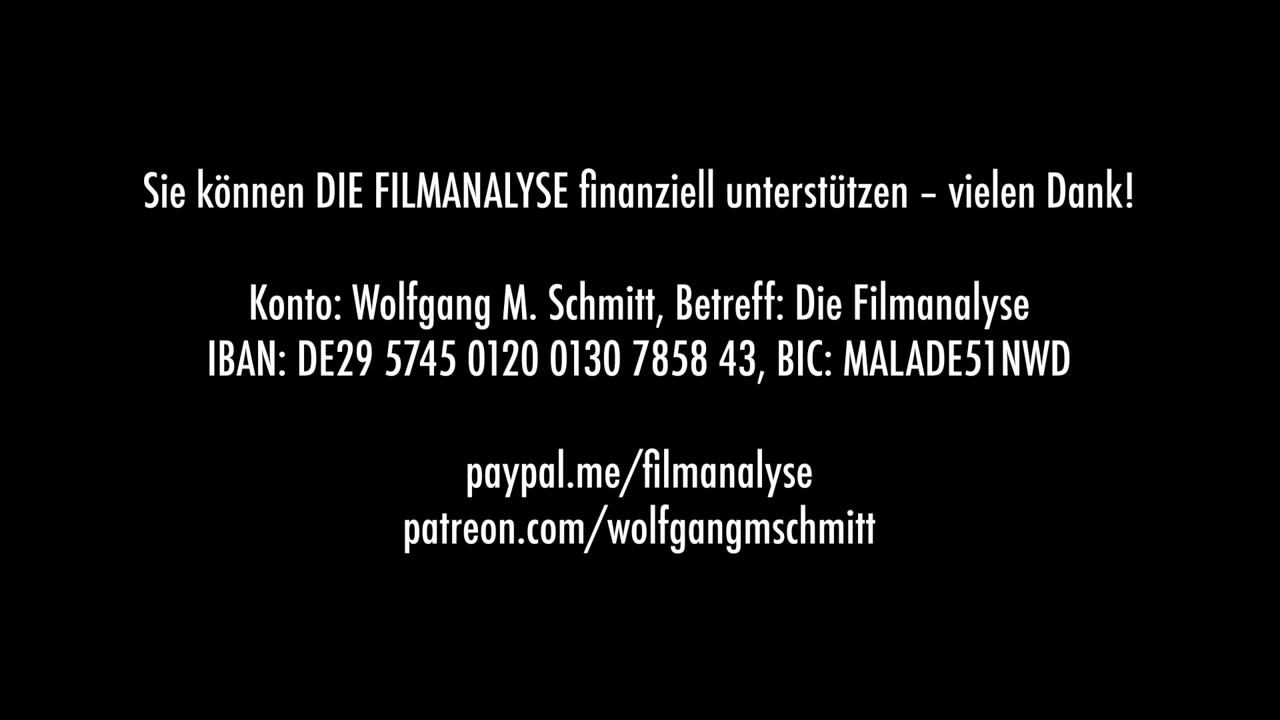 Sie können DIE FILMANALYSE finanziell unterstützen – vielen Dank!
Konto: Wolfgang M. Schmitt, Betreff: Die Filmanalyse
IBAN: DE29 5745 0120 0130 7858 43, BIC: MALADE51NWD
paypal.me/filmanalyse
patreon.com/wolfgangmschmitt